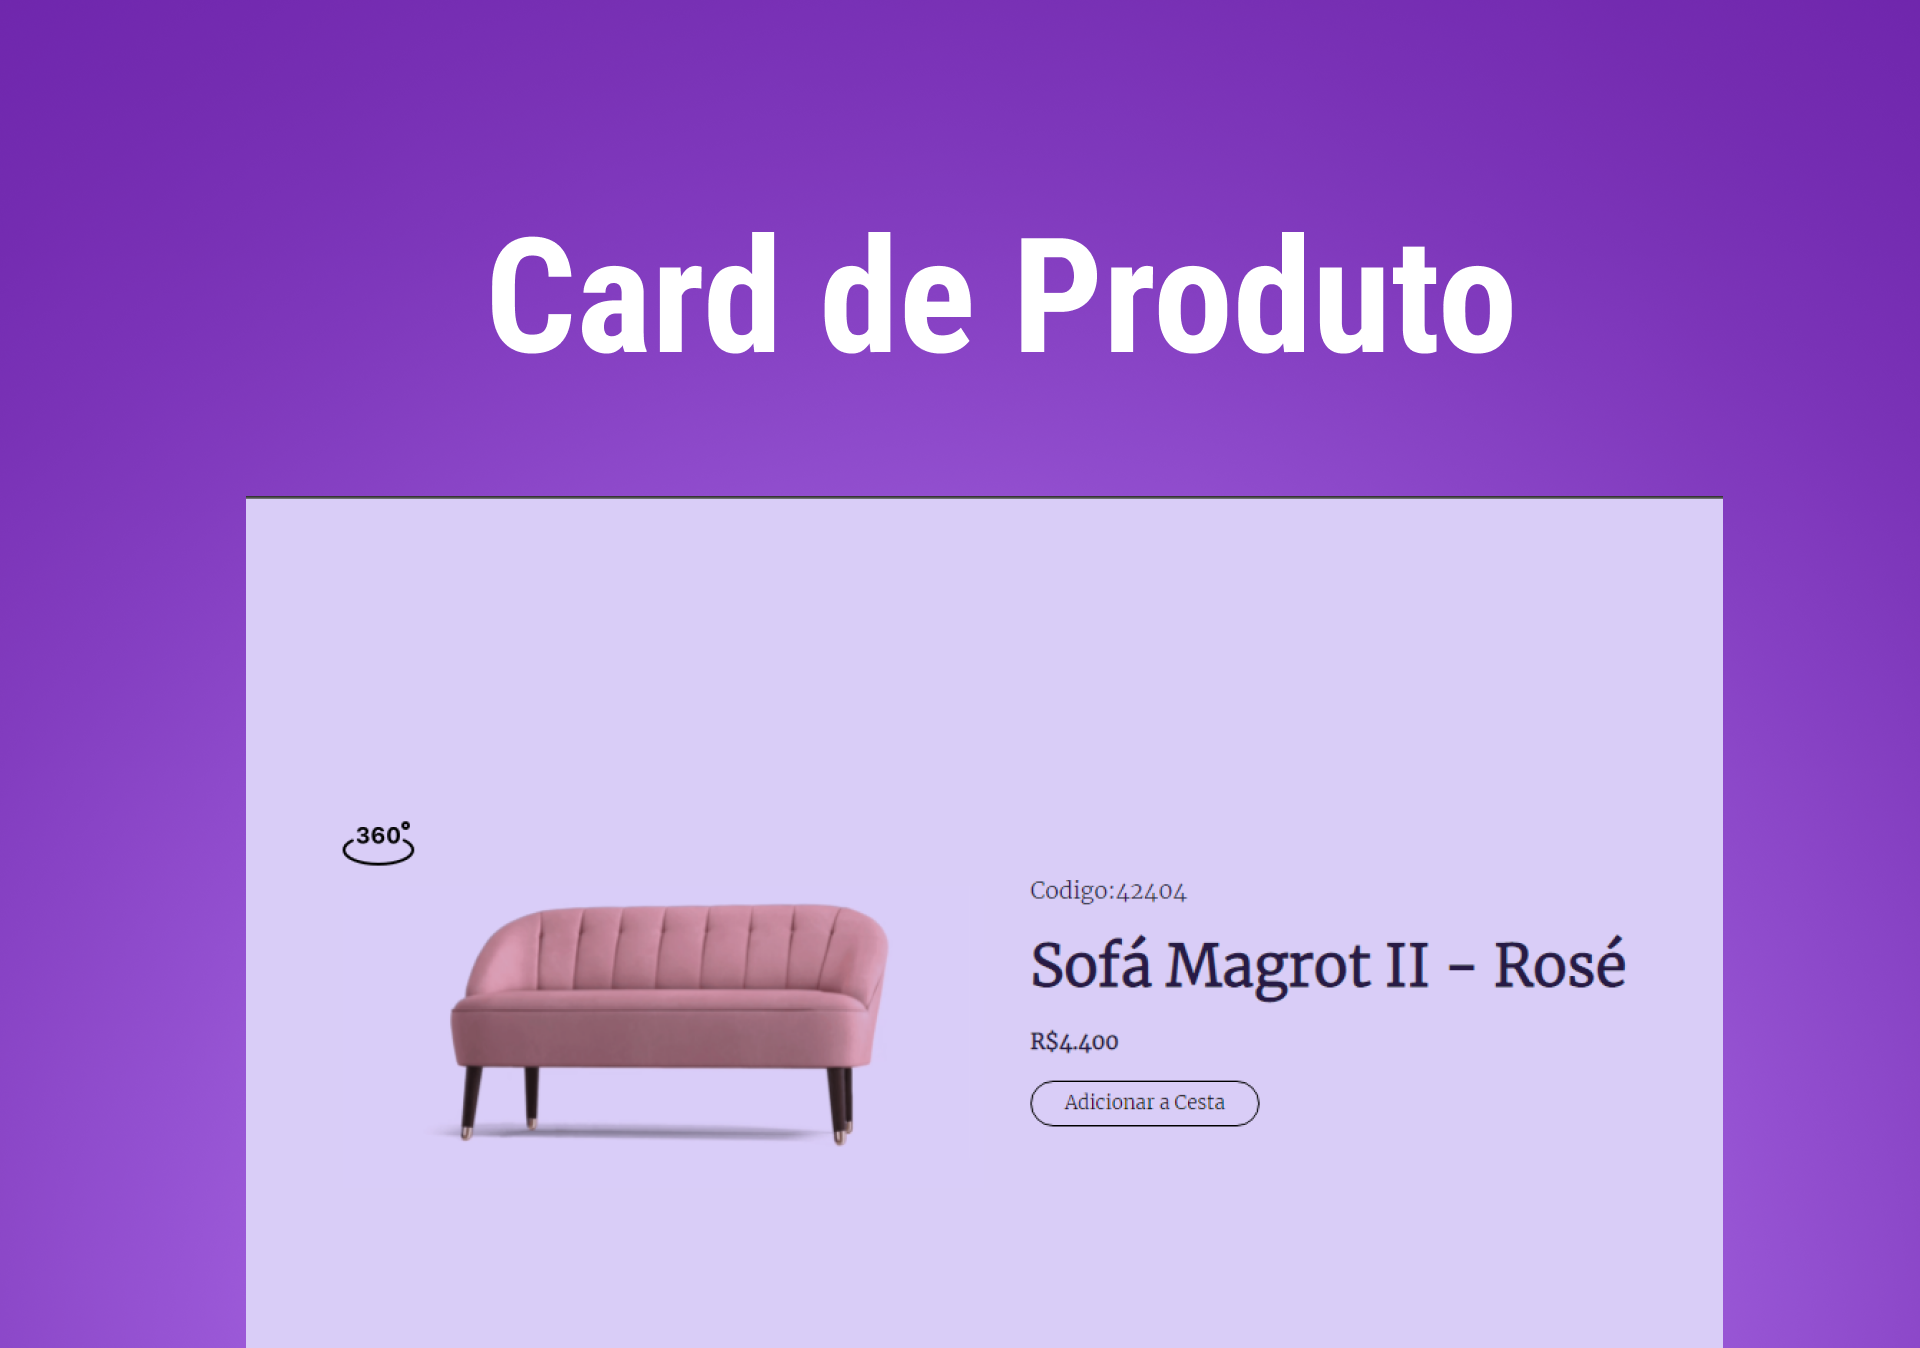 Card de Produto
360°
Codigo:42404
Sofá Magrot II - Rosé
R$4.400
Adicionar a Cesta